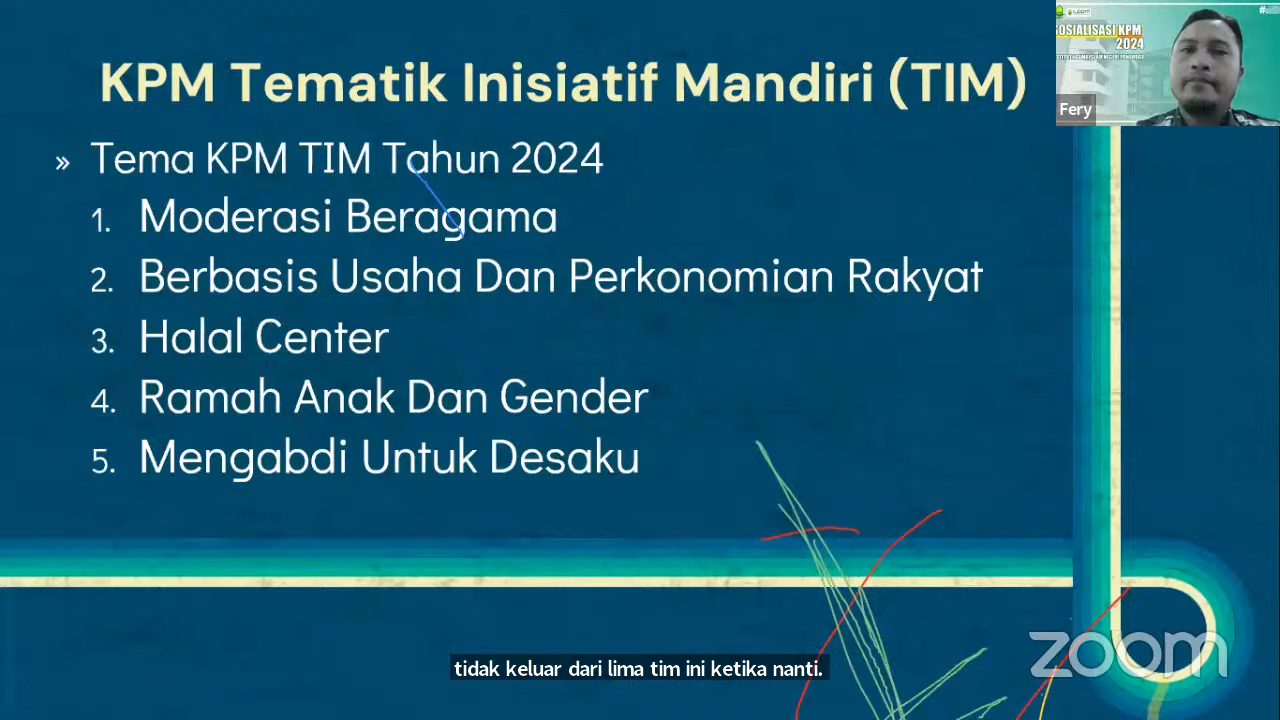 KPM Tematik Inisiatif Mandiri (TIM)
» Tema KPM TIM Tahun 2024
1. Moderasi Beragama
2. Berbasis Usaha Dan Perkonomian Rakyat
3. Halal Center
4. Ramah Anak Dan Gender
5. Mengabdi Untuk Desaku
SOSIALISASI KPM
2024
Fery
zoom
tidak keluar dari lima tim ini ketika nanti.